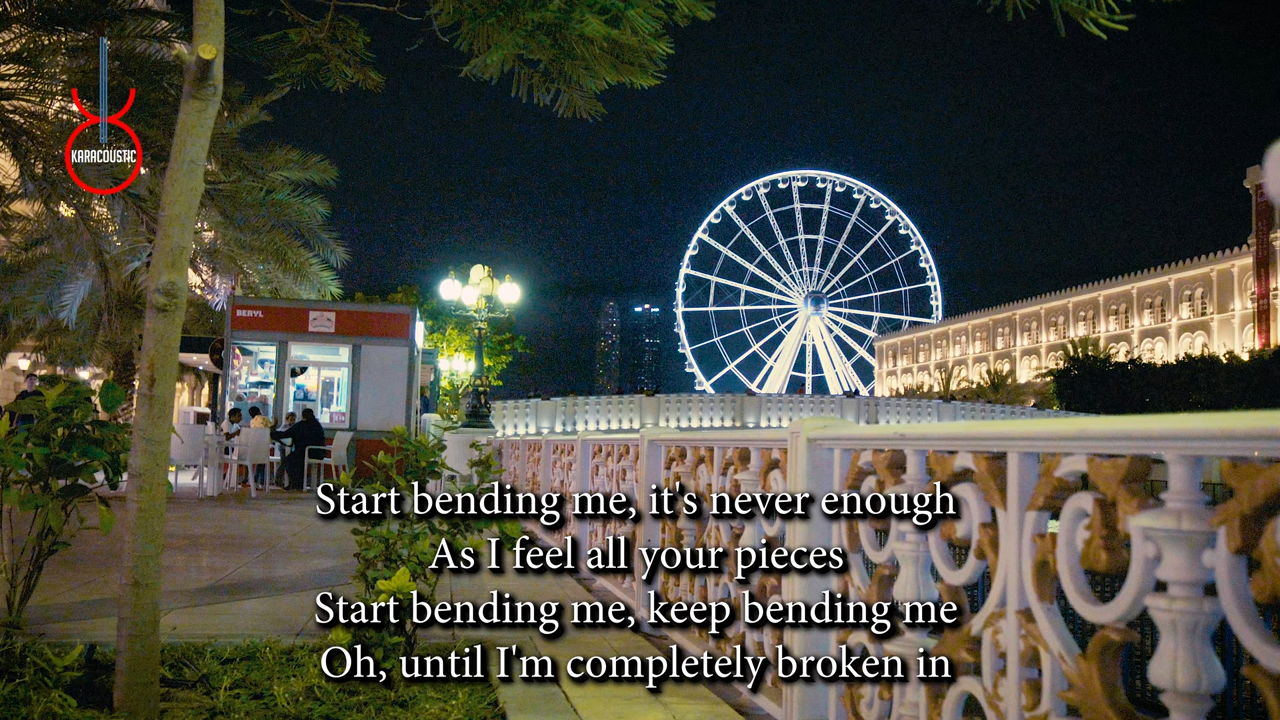 KARACOUSTIC
BERYL
Start bending me, it's never enough
As I feel all your pieces
Start bending me, keep bending me
Oh, until I'm completely broken in